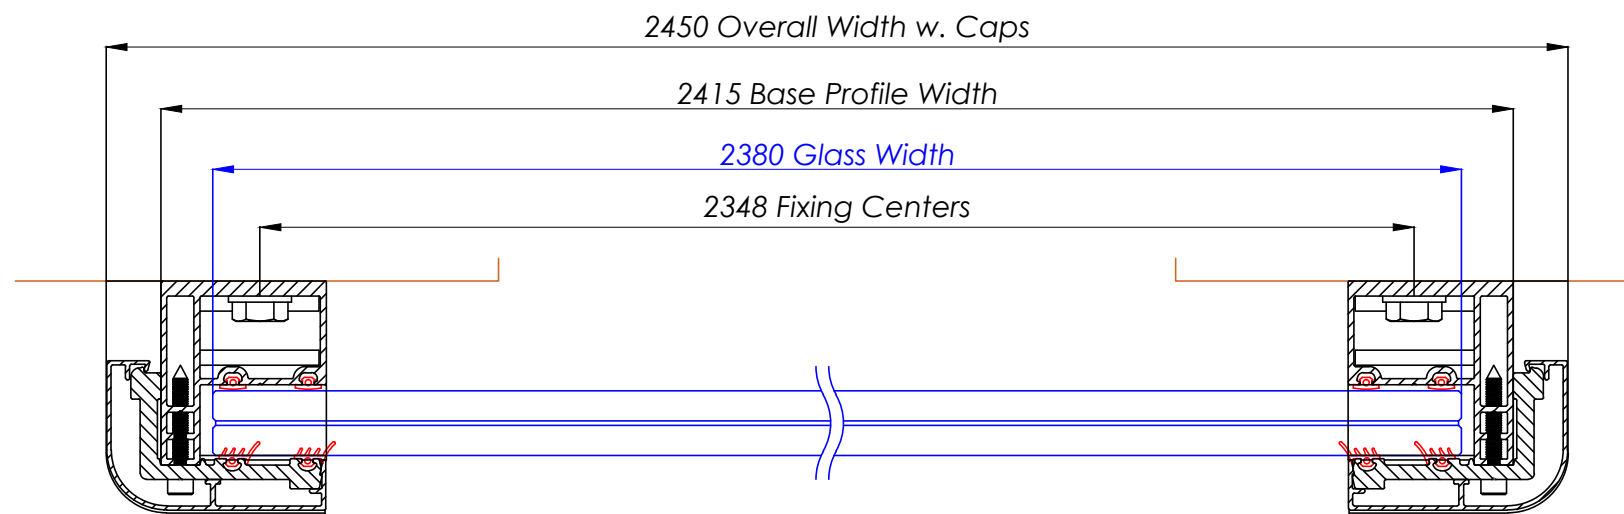 2450 Overall Width w. Caps
2415 Base Profile Width
2380 Glass Width
2348 Fixing Centers